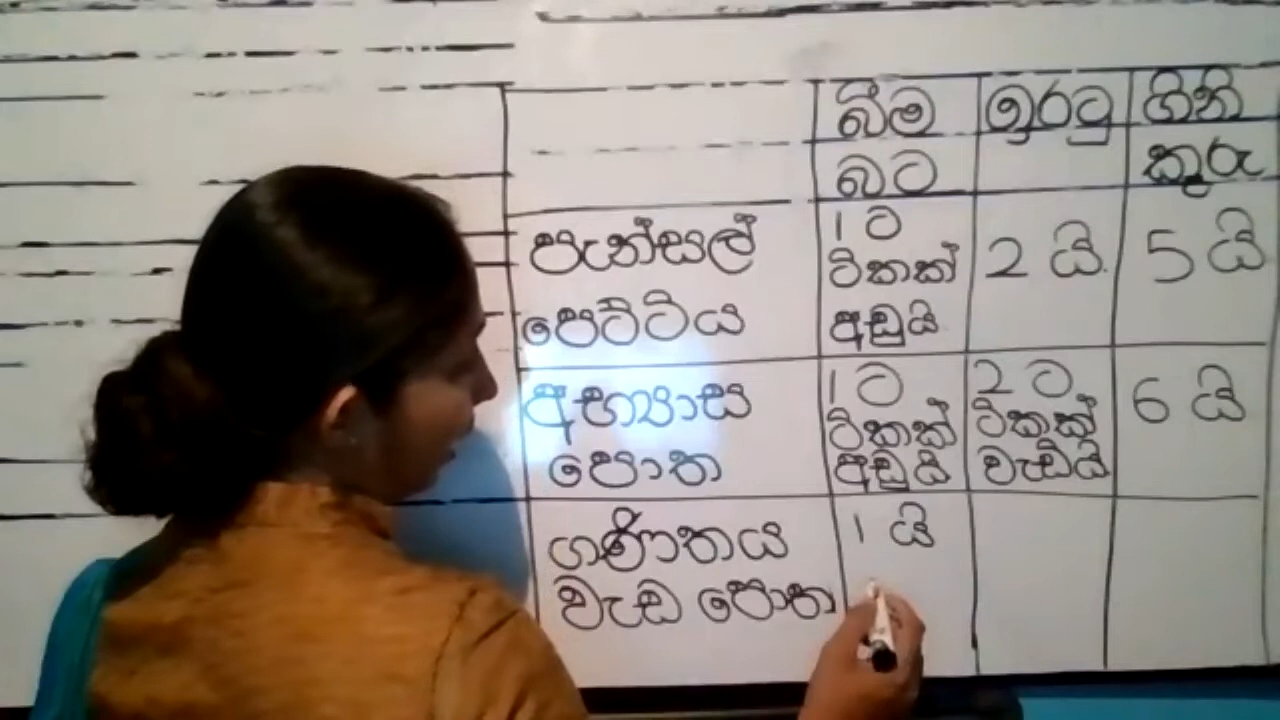 බීම ඉරටු ගිනි
බට කූරු
පැන්සල් පෙට්ටිය 1 ට ටිකක් අඩුයි 2 යි. 5 යි
අභ්‍යාස පොත 1 ට ටිකක් අඩුයි 2 ට ටිකක් වැඩියි 6 යි
ගණිතය වැඩ පොත 1 යි